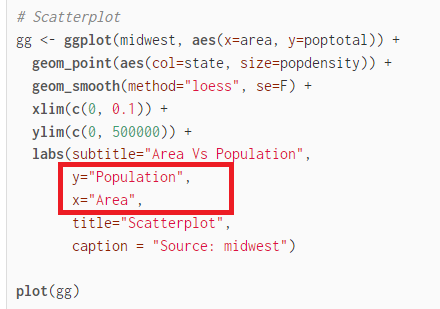 # Scatterplot
gg <- ggplot(midwest, aes(x=area, y=poptotal)) +
  geom_point(aes(col=state, size=popdensity)) +
  geom_smooth(method="loess", se=F) +
  xlim(c(0, 0.1)) +
  ylim(c(0, 500000)) +
  labs(subtitle="Area Vs Population",
       y="Population",
       x="Area",
       title="Scatterplot",
       caption = "Source: midwest")
plot(gg)